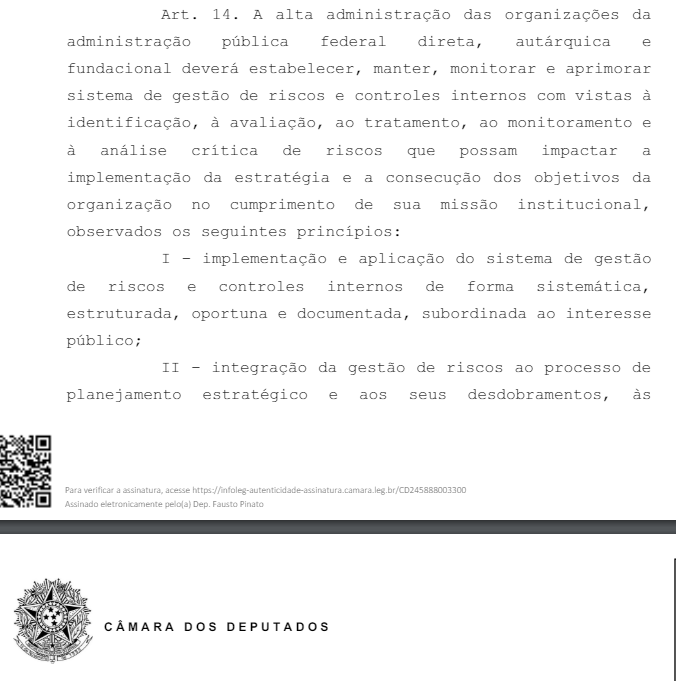 Art. 14. A alta administração das organizações da
administração pública federal direta, autárquica e
fundacional deverá estabelecer, manter, monitorar e aprimorar
sistema de gestão de riscos e controles internos com vistas à
identificação, à avaliação, ao tratamento, ao monitoramento e
à análise crítica de riscos que possam impactar a
implementação da estratégia e a consecução dos objetivos da
organização no cumprimento de sua missão institucional,
observados os seguintes princípios:
I – implementação e aplicação do sistema de gestão
de riscos e controles internos de forma sistemática,
estruturada, oportuna e documentada, subordinada ao interesse
público;
II – integração da gestão de riscos ao processo de
planejamento estratégico e aos seus desdobramentos, às
Para verificar a assinatura, acesse https://infoleg-autenticidade-assinatura.camara.leg.br/CD245888003300
Assinado eletronicamente pelo(a) Dep. Fausto Pinato
CÂMARA DOS DEPUTADOS